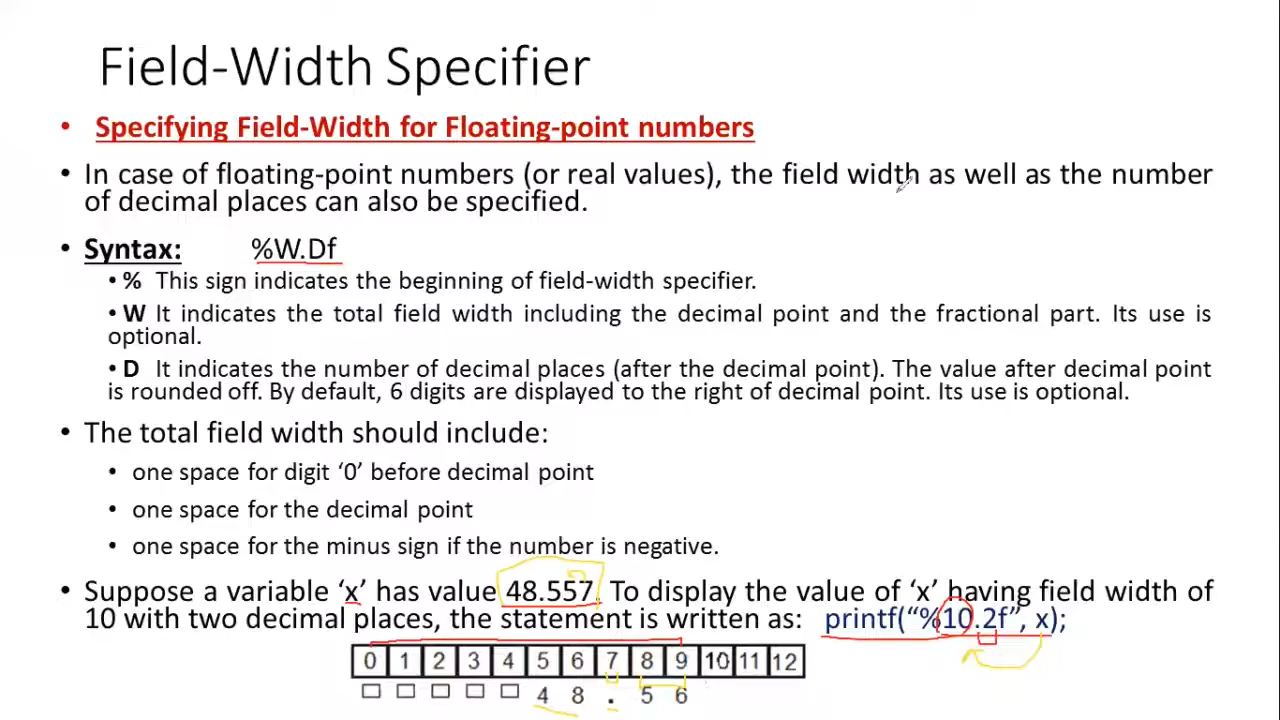 Field-Width Specifier
• Specifying Field-Width for Floating-point numbers
• In case of floating-point numbers (or real values), the field width as well as the number
of decimal places can also be specified.
• Syntax: %W.Df
• % This sign indicates the beginning of field-width specifier.
• W It indicates the total field width including the decimal point and the fractional part. Its use is
optional.
• D It indicates the number of decimal places (after the decimal point). The value after decimal point
is rounded off. By default, 6 digits are displayed to the right of decimal point. Its use is optional.
• The total field width should include:
• one space for digit ‘0’ before decimal point
• one space for the decimal point
• one space for the minus sign if the number is negative.
• Suppose a variable ‘x’ has value 48.557. To display the value of ‘x’ having field width of
10 with two decimal places, the statement is written as: printf(“%10.2f”, x);
0 1 2 3 4 5 6 7 8 9 10 11 12
□ □ □ □ □ 4 8 . 5 6